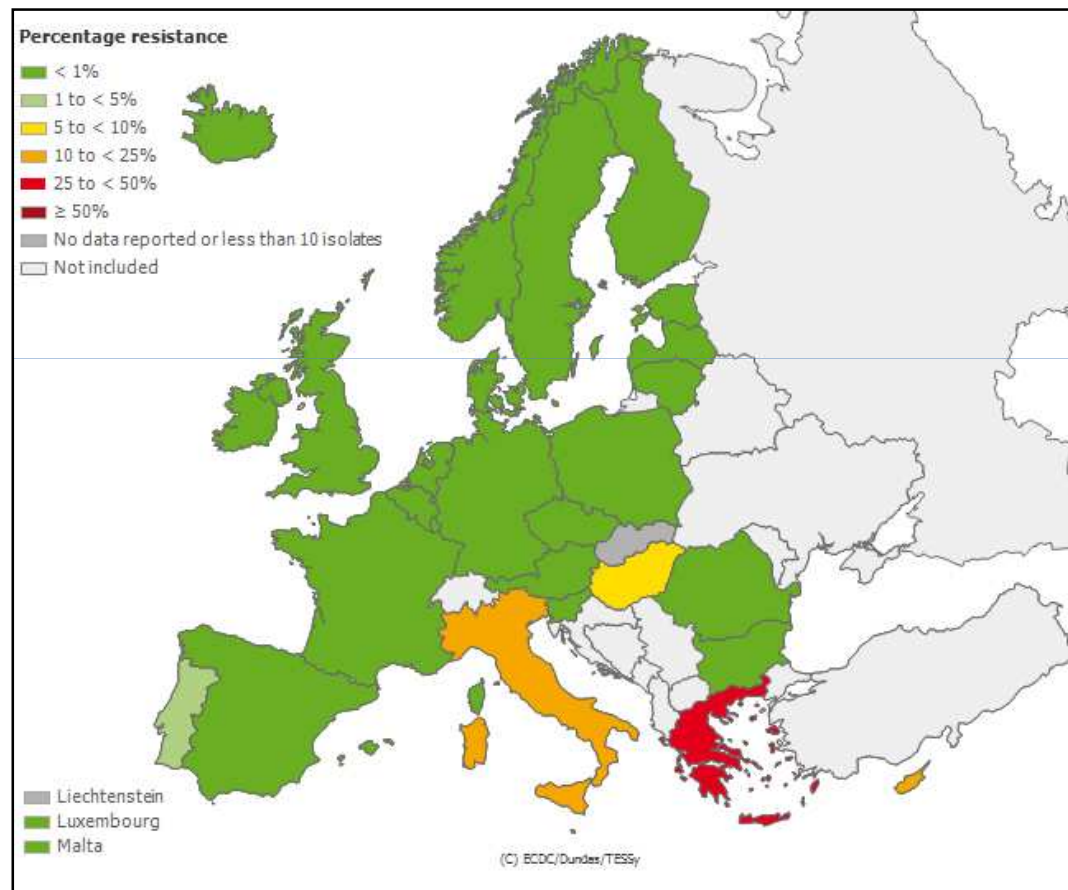 Percentage resistance
< 1%
1 to < 5%
5 to < 10%
10 to < 25%
25 to < 50%
≥ 50%
No data reported or less than 10 isolates
Not included
Liechtenstein
Luxembourg
Malta
(C) ECDC/Dundas/TESSy